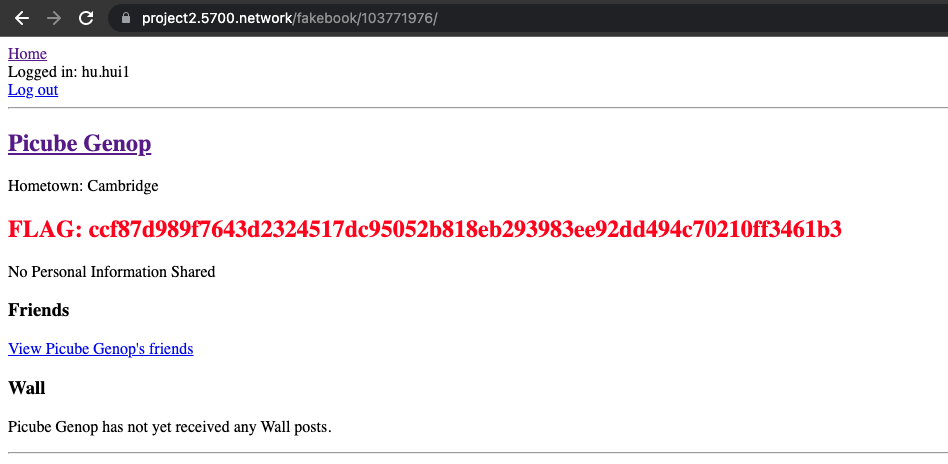 project2.5700.network/fakebook/103771976/
Home
Logged in: hu.hui1
Log out
Picube Genop
Hometown: Cambridge
FLAG: ccf87d989f7643d2324517dc95052b818eb293983ee92dd494c70210ff3461b3
No Personal Information Shared
Friends
View Picube Genop's friends
Wall
Picube Genop has not yet received any Wall posts.